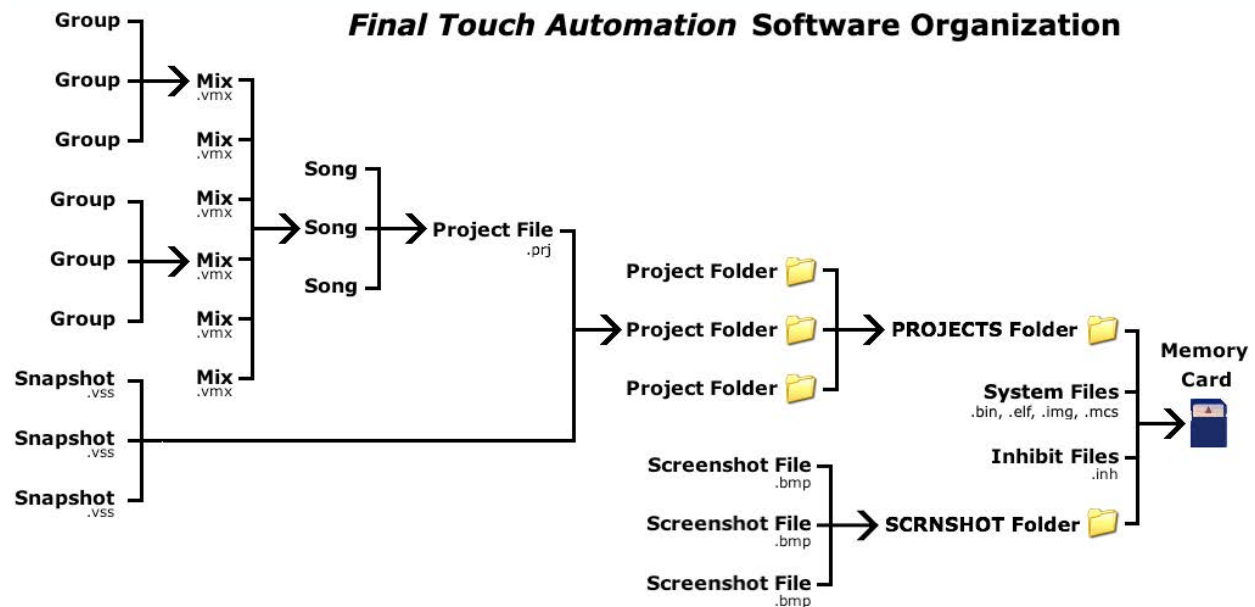 Final Touch Automation Software Organization
Group
Group
Group
Group
Group
Group
Mix
.vmx
Mix
.vmx
Mix
.vmx
Mix
.vmx
Mix
.vmx
Mix
.vmx
Snapshot
.vss
Snapshot
.vss
Snapshot
.vss
Song
Song
Song
Project File
.prj
Project Folder
Project Folder
Project Folder
Screenshot File
.bmp
Screenshot File
.bmp
Screenshot File
.bmp
PROJECTS Folder
System Files
.bin, .elf, .img, .mcs
Inhibit Files
.inh
SCRNSHOT Folder
Memory
Card